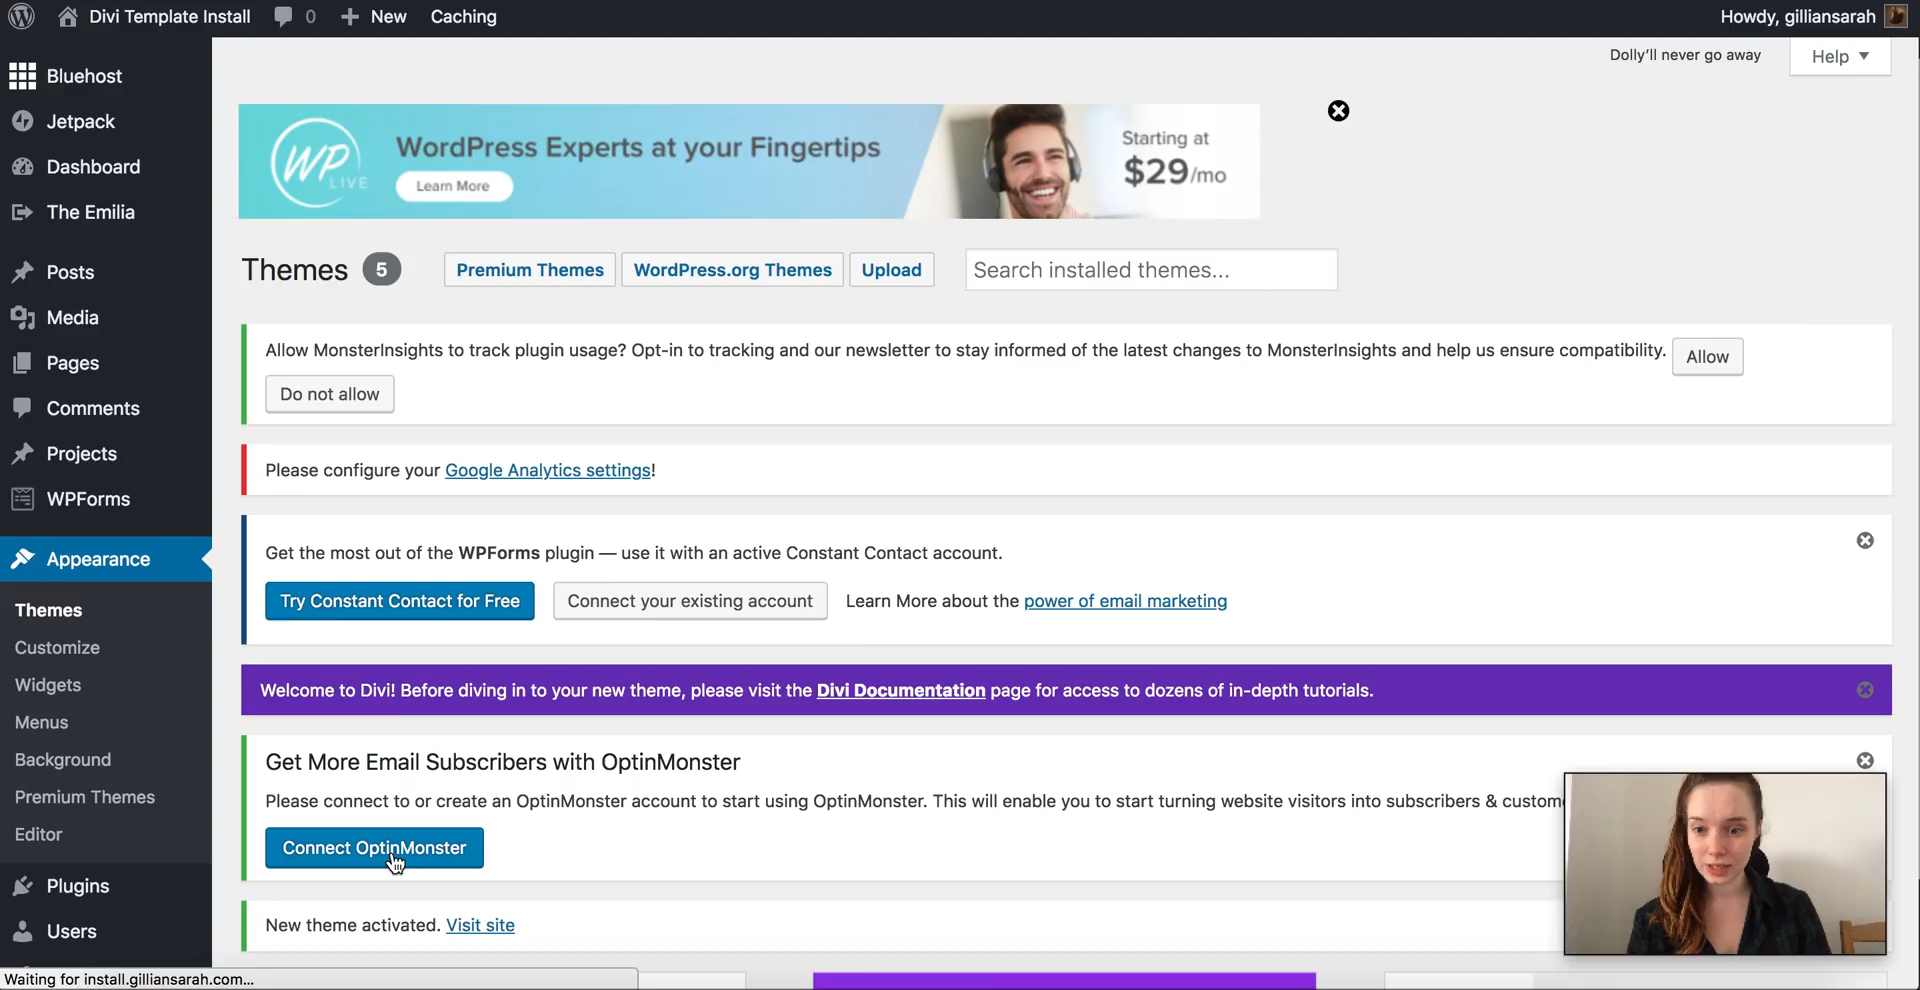 Divi Template Install 0 New Caching Howdy, gilliansarah
Dolly'll never go away Help
Bluehost
Jetpack
Dashboard
The Emilia
Posts
Media
Pages
Comments
Projects
WPForms
Appearance
Themes
Customize
Widgets
Menus
Background
Premium Themes
Editor
Plugins
Users
WP
LIVE
WordPress Experts at your Fingertips
Learn More
Starting at
$29/mo
Themes 5 Premium Themes WordPress.org Themes Upload Search installed themes...
Allow MonsterInsights to track plugin usage? Opt-in to tracking and our newsletter to stay informed of the latest changes to MonsterInsights and help us ensure compatibility. Allow
Do not allow
Please configure your Google Analytics settings!
Get the most out of the WPForms plugin — use it with an active Constant Contact account.
Try Constant Contact for Free Connect your existing account Learn More about the power of email marketing
Welcome to Divi! Before diving in to your new theme, please visit the Divi Documentation page for access to dozens of in-depth tutorials.
Get More Email Subscribers with OptinMonster
Please connect to or create an OptinMonster account to start using OptinMonster. This will enable you to start turning website visitors into subscribers & custom
Connect OptinMonster
New theme activated. Visit site
Waiting for install.gilliansarah.com...